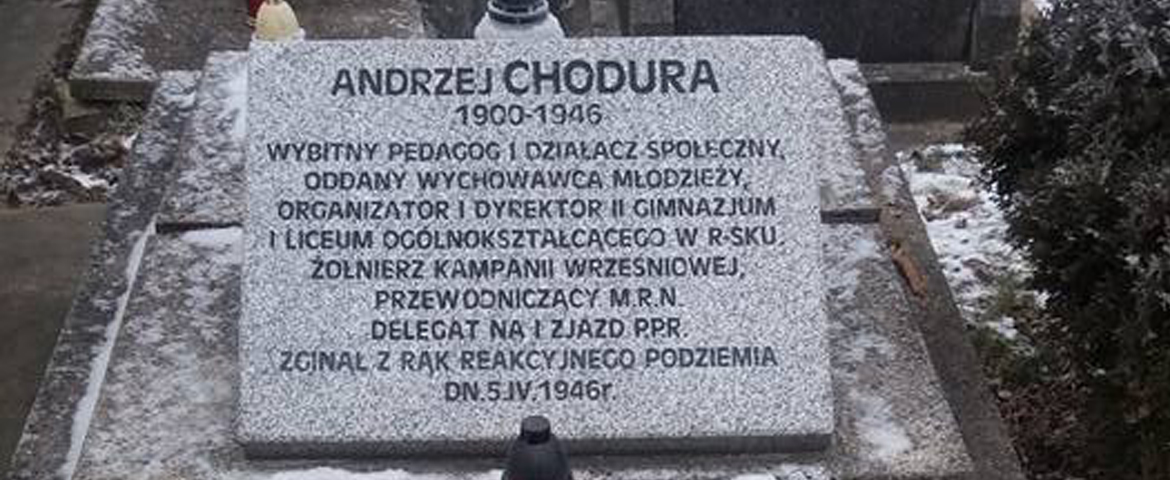 ANDRZEJ CHODURA
1900-1946
WYBITNY PEDAGOG I DZIAŁACZ SPOŁECZNY,
ODDANY WYCHOWAWCA MŁODZIEŻY,
ORGANIZATOR I DYREKTOR II GIMNAZJUM
I LICEUM OGÓLNOKSZTAŁCĄCEGO W R-SKU,
ŻOŁNIERZ KAMPANII WRZEŚNIOWEJ,
PRZEWODNICZĄCY M.R.N.
DELEGAT NA I ZJAZD PPR.
ZGINĄŁ Z RĄK REAKCYJNEGO PODZIEMIA
DN.5.IV.1946r.